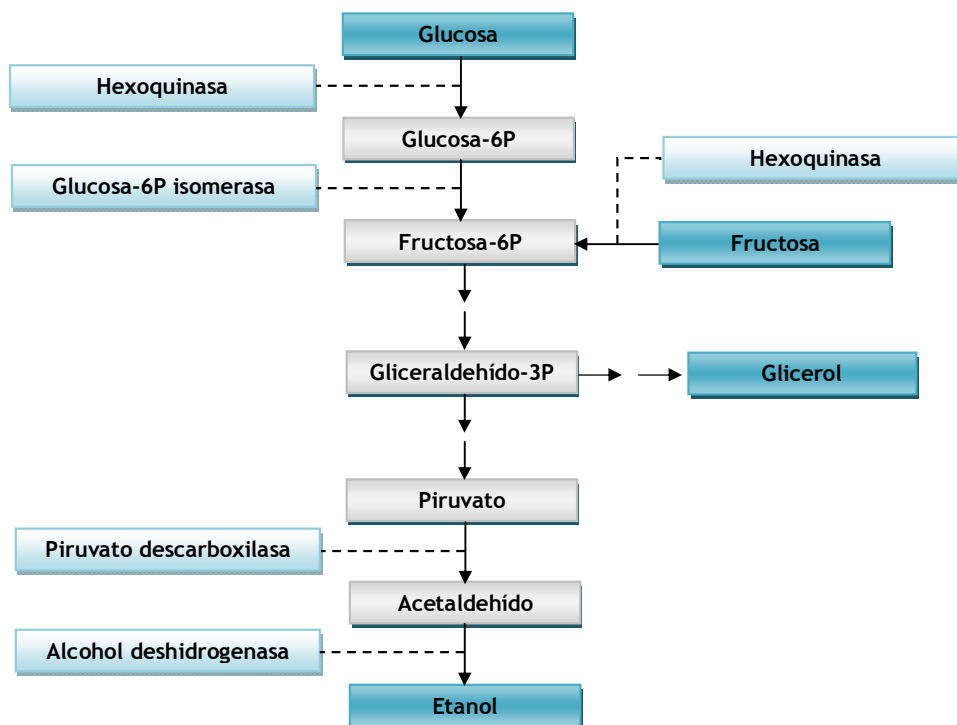 Glucosa
Hexoquinasa
Glucosa-6P
Hexoquinasa
Glucosa-6P isomerasa
Fructosa-6P
Fructosa
Gliceraldehído-3P
Glicerol
Piruvato
Piruvato descarboxilasa
Acetaldehído
Alcohol deshidrogenasa
Etanol